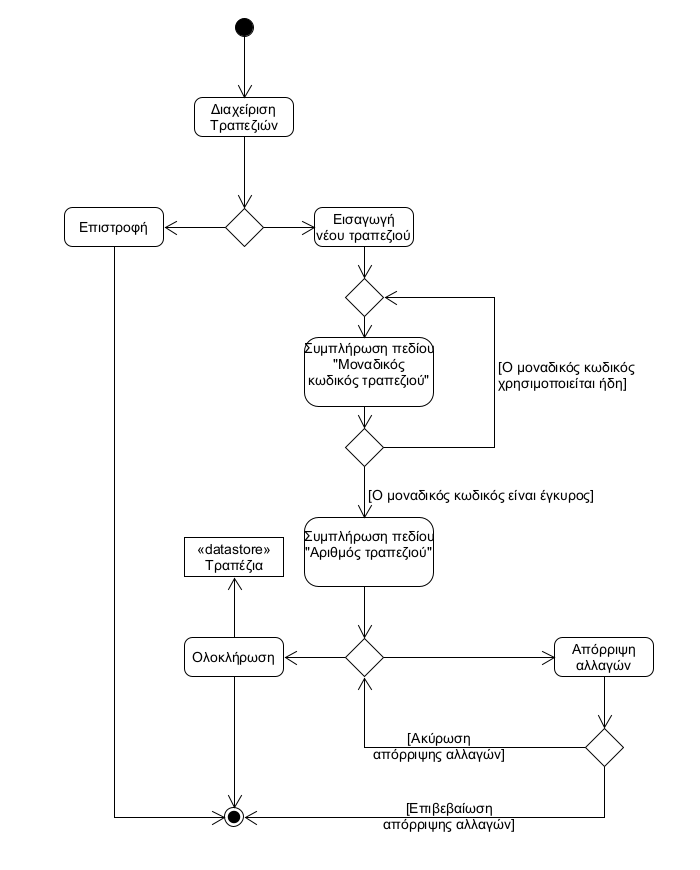 Διαχείριση
Τραπεζιών
Επιστροφή
Εισαγωγή
νέου τραπεζιού
Συμπλήρωση πεδίου
"Μοναδικός
κωδικός τραπεζιού"
[Ο μοναδικός κωδικός
χρησιμοποιείται ήδη]
[Ο μοναδικός κωδικός είναι έγκυρος]
Συμπλήρωση πεδίου
"Αριθμός τραπεζιού"
«datastore»
Τραπέζια
Ολοκλήρωση
Απόρριψη
αλλαγών
[Ακύρωση
απόρριψης αλλαγών]
[Επιβεβαίωση
απόρριψης αλλαγών]